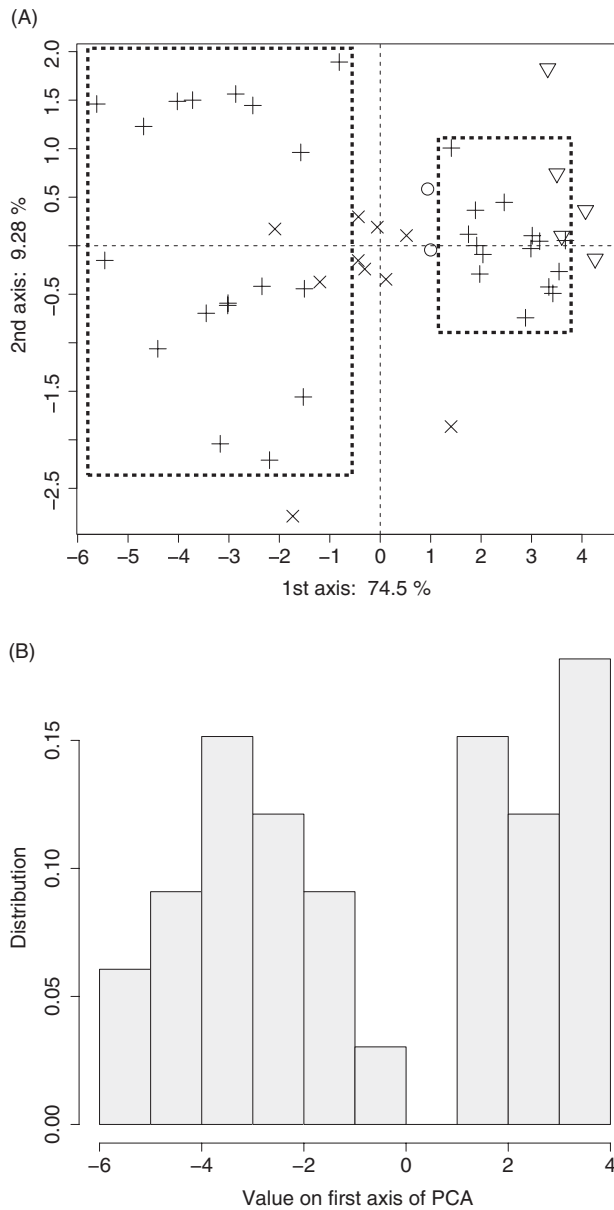 (A)
2.0
1.5
0.5
−0.5
−1.5
−2.5
2nd axis: 9.28 %
−6 −5 −4 −3 −2 −1 0 1 2 3 4
1st axis: 74.5 %
(B)
0.15
0.10
0.05
0.00
Distribution
−6 −4 −2 0 2 4
Value on first axis of PCA